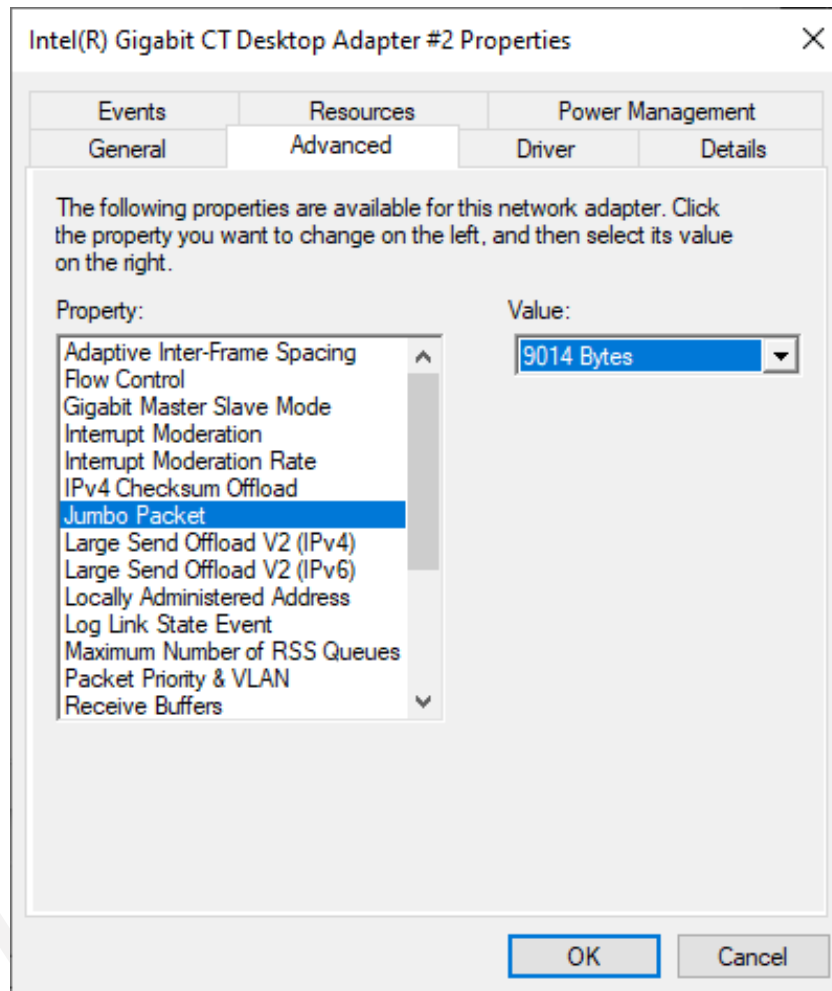 Intel(R) Gigabit CT Desktop Adapter #2 Properties
Events Resources Power Management
General Advanced Driver Details
The following properties are available for this network adapter. Click
the property you want to change on the left, and then select its value
on the right.
Property: Value:
Adaptive Inter-Frame Spacing 9014 Bytes
Flow Control
Gigabit Master Slave Mode
Interrupt Moderation
Interrupt Moderation Rate
IPv4 Checksum Offload
Jumbo Packet
Large Send Offload V2 (IPv4)
Large Send Offload V2 (IPv6)
Locally Administered Address
Log Link State Event
Maximum Number of RSS Queues
Packet Priority & VLAN
Receive Buffers
OK Cancel